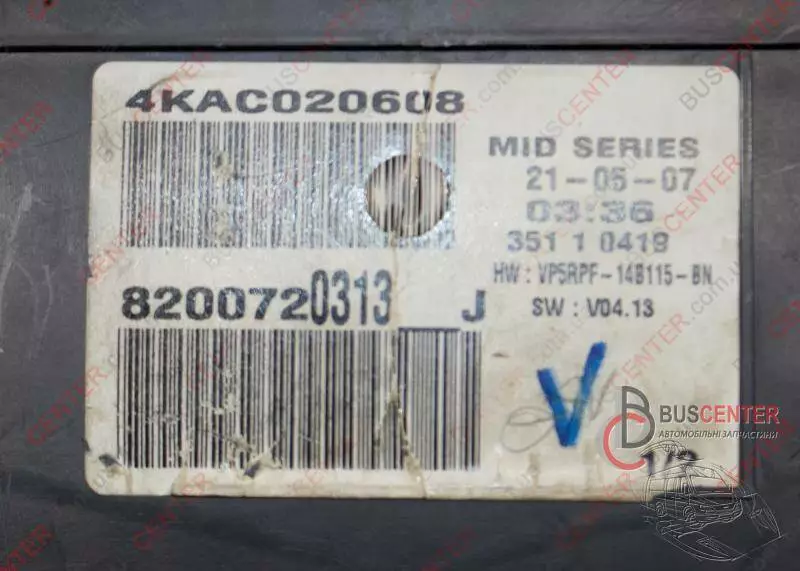 4KAC020608
MID SERIES
21-05-07
03:36
351 1 0419
HW : VP5RPF-14B115-BN
SW : V04.13
8200720313__J
V
BUSCENTER
АВТОМОБІЛЬНІ ЗАПЧАСТИНИ